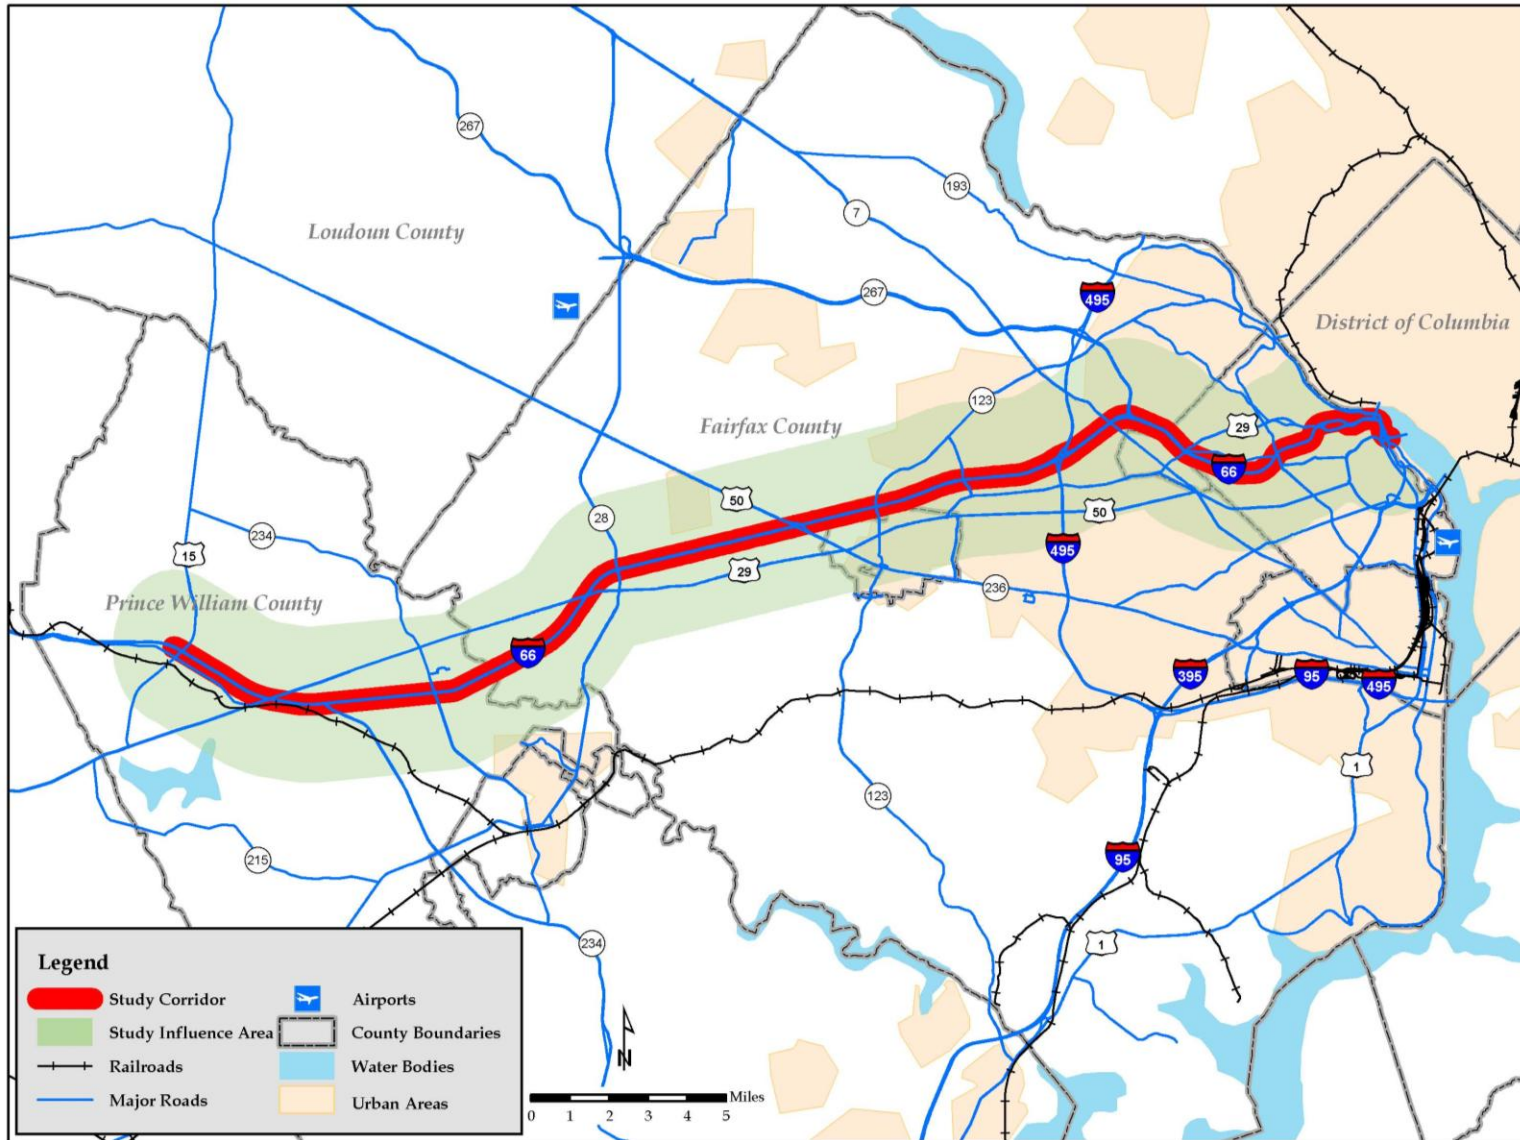 267
193
7
Loudoun County
267
495
District of Columbia
123
Fairfax County
29
66
50
50
28
15
234
495
29
236
Prince William County
66
395
95
495
1
123
95
215
234
1
Legend
Study Corridor
Airports
Study Influence Area
County Boundaries
Railroads
Water Bodies
Major Roads
Urban Areas
N
Miles
0 1 2 3 4 5